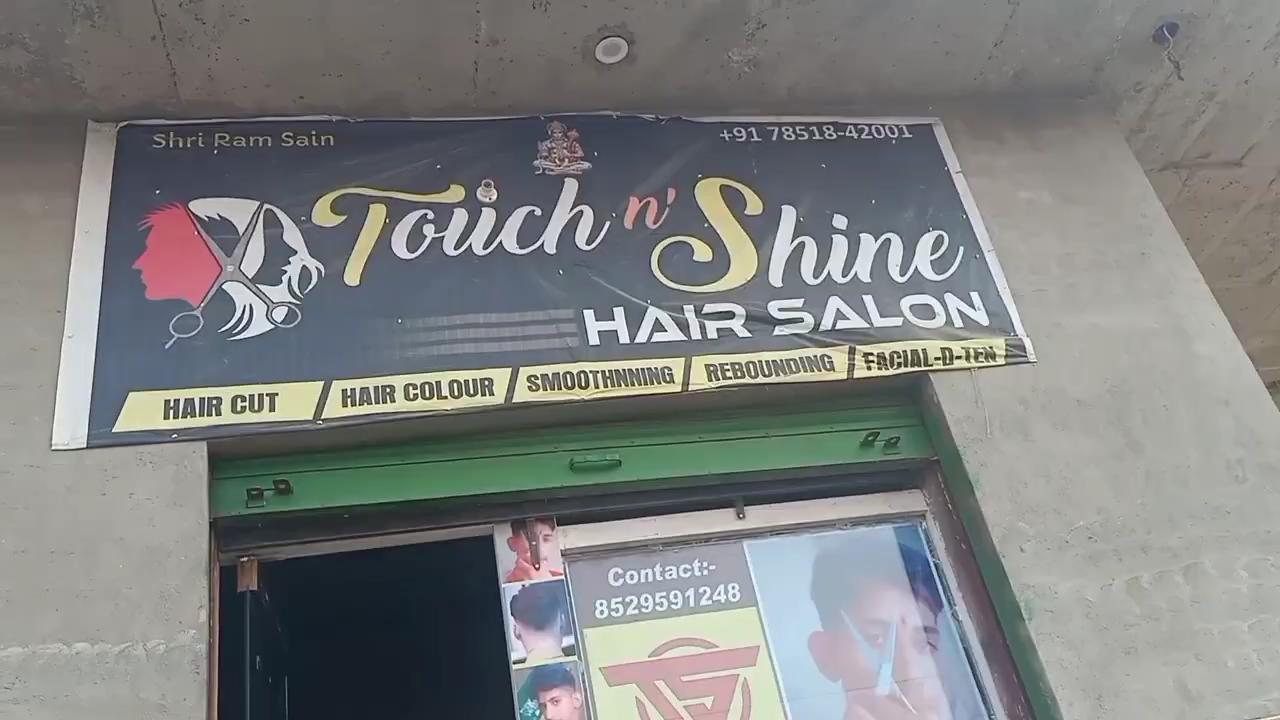 Shri Ram Sain
+91 78518-42001
Touch n' Shine
HAIR SALON
HAIR CUT
HAIR COLOUR
SMOOTHNNING
REBOUNDING
FACIAL-D-TEN
Contact:-
8529591248
TS